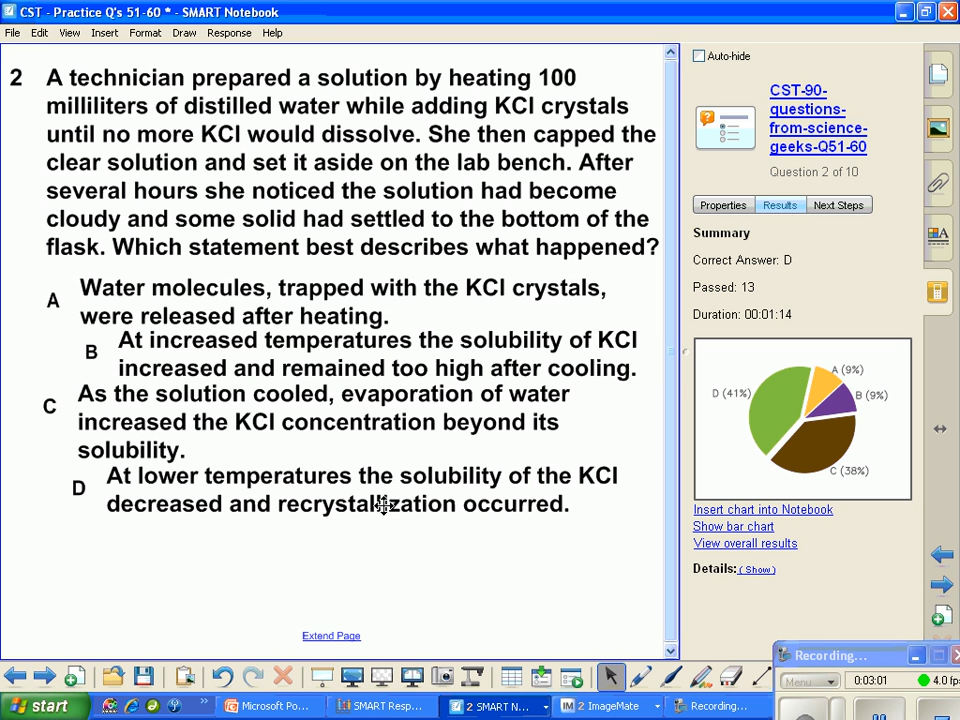 CST - Practice Q's 51-60 * - SMART Notebook
File Edit View Insert Format Draw Response Help
2 A technician prepared a solution by heating 100
milliliters of distilled water while adding KCl crystals
until no more KCl would dissolve. She then capped the
clear solution and set it aside on the lab bench. After
several hours she noticed the solution had become
cloudy and some solid had settled to the bottom of the
flask. Which statement best describes what happened?
A Water molecules, trapped with the KCl crystals,
were released after heating.
B At increased temperatures the solubility of KCl
increased and remained too high after cooling.
C As the solution cooled, evaporation of water
increased the KCl concentration beyond its
solubility.
D At lower temperatures the solubility of the KCl
decreased and recrystallization occurred.
Extend Page
Auto-hide
CST-90-
questions-
from-science-
geeks-Q51-60
Question 2 of 10
Properties Results Next Steps
Summary
Correct Answer: D
Passed: 13
Duration: 00:01:14
A (9%)
D (41%) B (9%)
C (38%)
Insert chart into Notebook
Show bar chart
View overall results
Details: ( Show )
Recording...
Menu 0:03:01 4.0 fp
start Microsoft Po... SMART Resp... 2 SMART N... IM 2 ImageMate Recording...